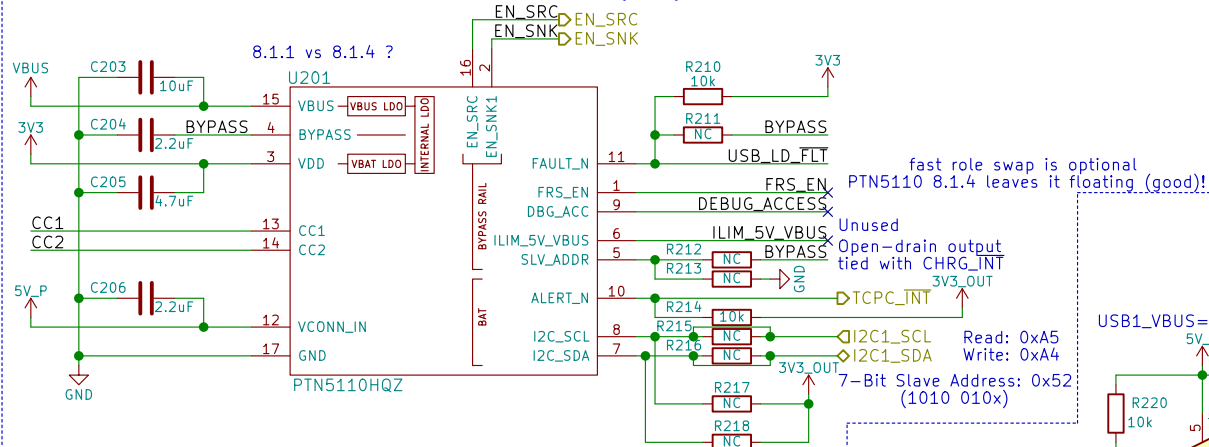 EN_SRC
EN_SRC
EN_SNK
EN_SNK
8.1.1 vs 8.1.4 ?
VBUS
C203
10uF
U201
16
2
R210
10k
3V3
15
VBUS
VBUS LDO
INTERNAL LDO
EN_SRC
EN_SNK1
3V3
C204
2.2uF
BYPASS
4
BYPASS
R211
NC
BYPASS
3
VDD
VBAT LDO
FAULT_N
11
USB_LD_FLT
C205
4.7uF
fast role swap is optional
PTN5110 8.1.4 leaves it floating (good)!
FRS_EN
1
FRS_EN
DBG_ACC
9
DEBUG_ACCESS
BYPASS RAIL
CC1
13
CC1
CC2
14
CC2
ILIM_5V_VBUS
6
ILIM_5V_VBUS
Unused
SLV_ADDR
5
R212
NC
BYPASS
R213
NC
GND
Open-drain output
tied with CHRG_INT
5V_P
C206
2.2uF
ALERT_N
10
TCPC_INT
3V3_OUT
R214
10k
BAT
12
VCONN_IN
I2C_SCL
8
R215
NC
I2C1_SCL
Read: 0xA5
17
GND
I2C_SDA
7
R216
NC
I2C1_SDA
Write: 0xA4
USB1_VBUS=
5V_
GND
PTN5110HQZ
3V3_OUT
7-Bit Slave Address: 0x52
(1010 010x)
R217
NC
R218
NC
R220
10k
5